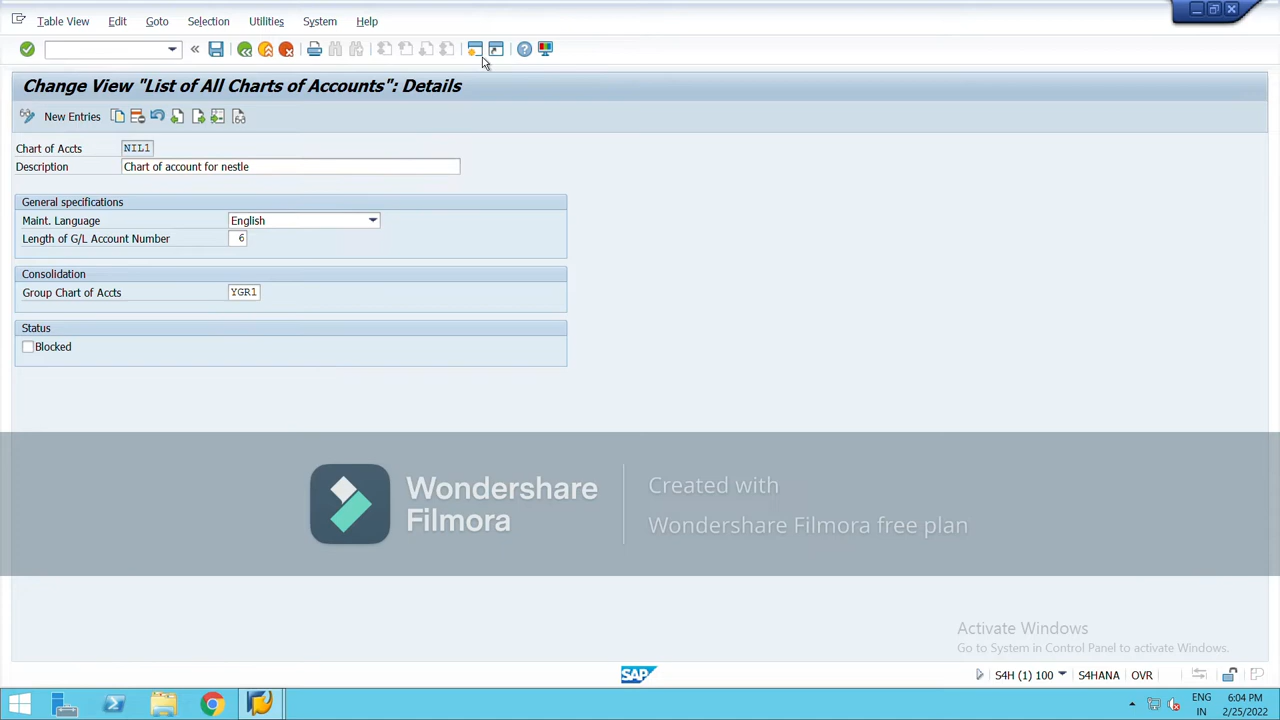 Table View Edit Goto Selection Utilities System Help
Change View "List of All Charts of Accounts": Details
New Entries
Chart of Accts NIL1
Description Chart of account for nestle
General specifications
Maint. Language English
Length of G/L Account Number 6
Consolidation
Group Chart of Accts YGR1
Status
Blocked
Wondershare Filmora
Created with
Wondershare Filmora free plan
Activate Windows
Go to System in Control Panel to activate Windows.
SAP S4H (1) 100 S4HANA OVR
ENG 6:04 PM
IN 2/25/2022